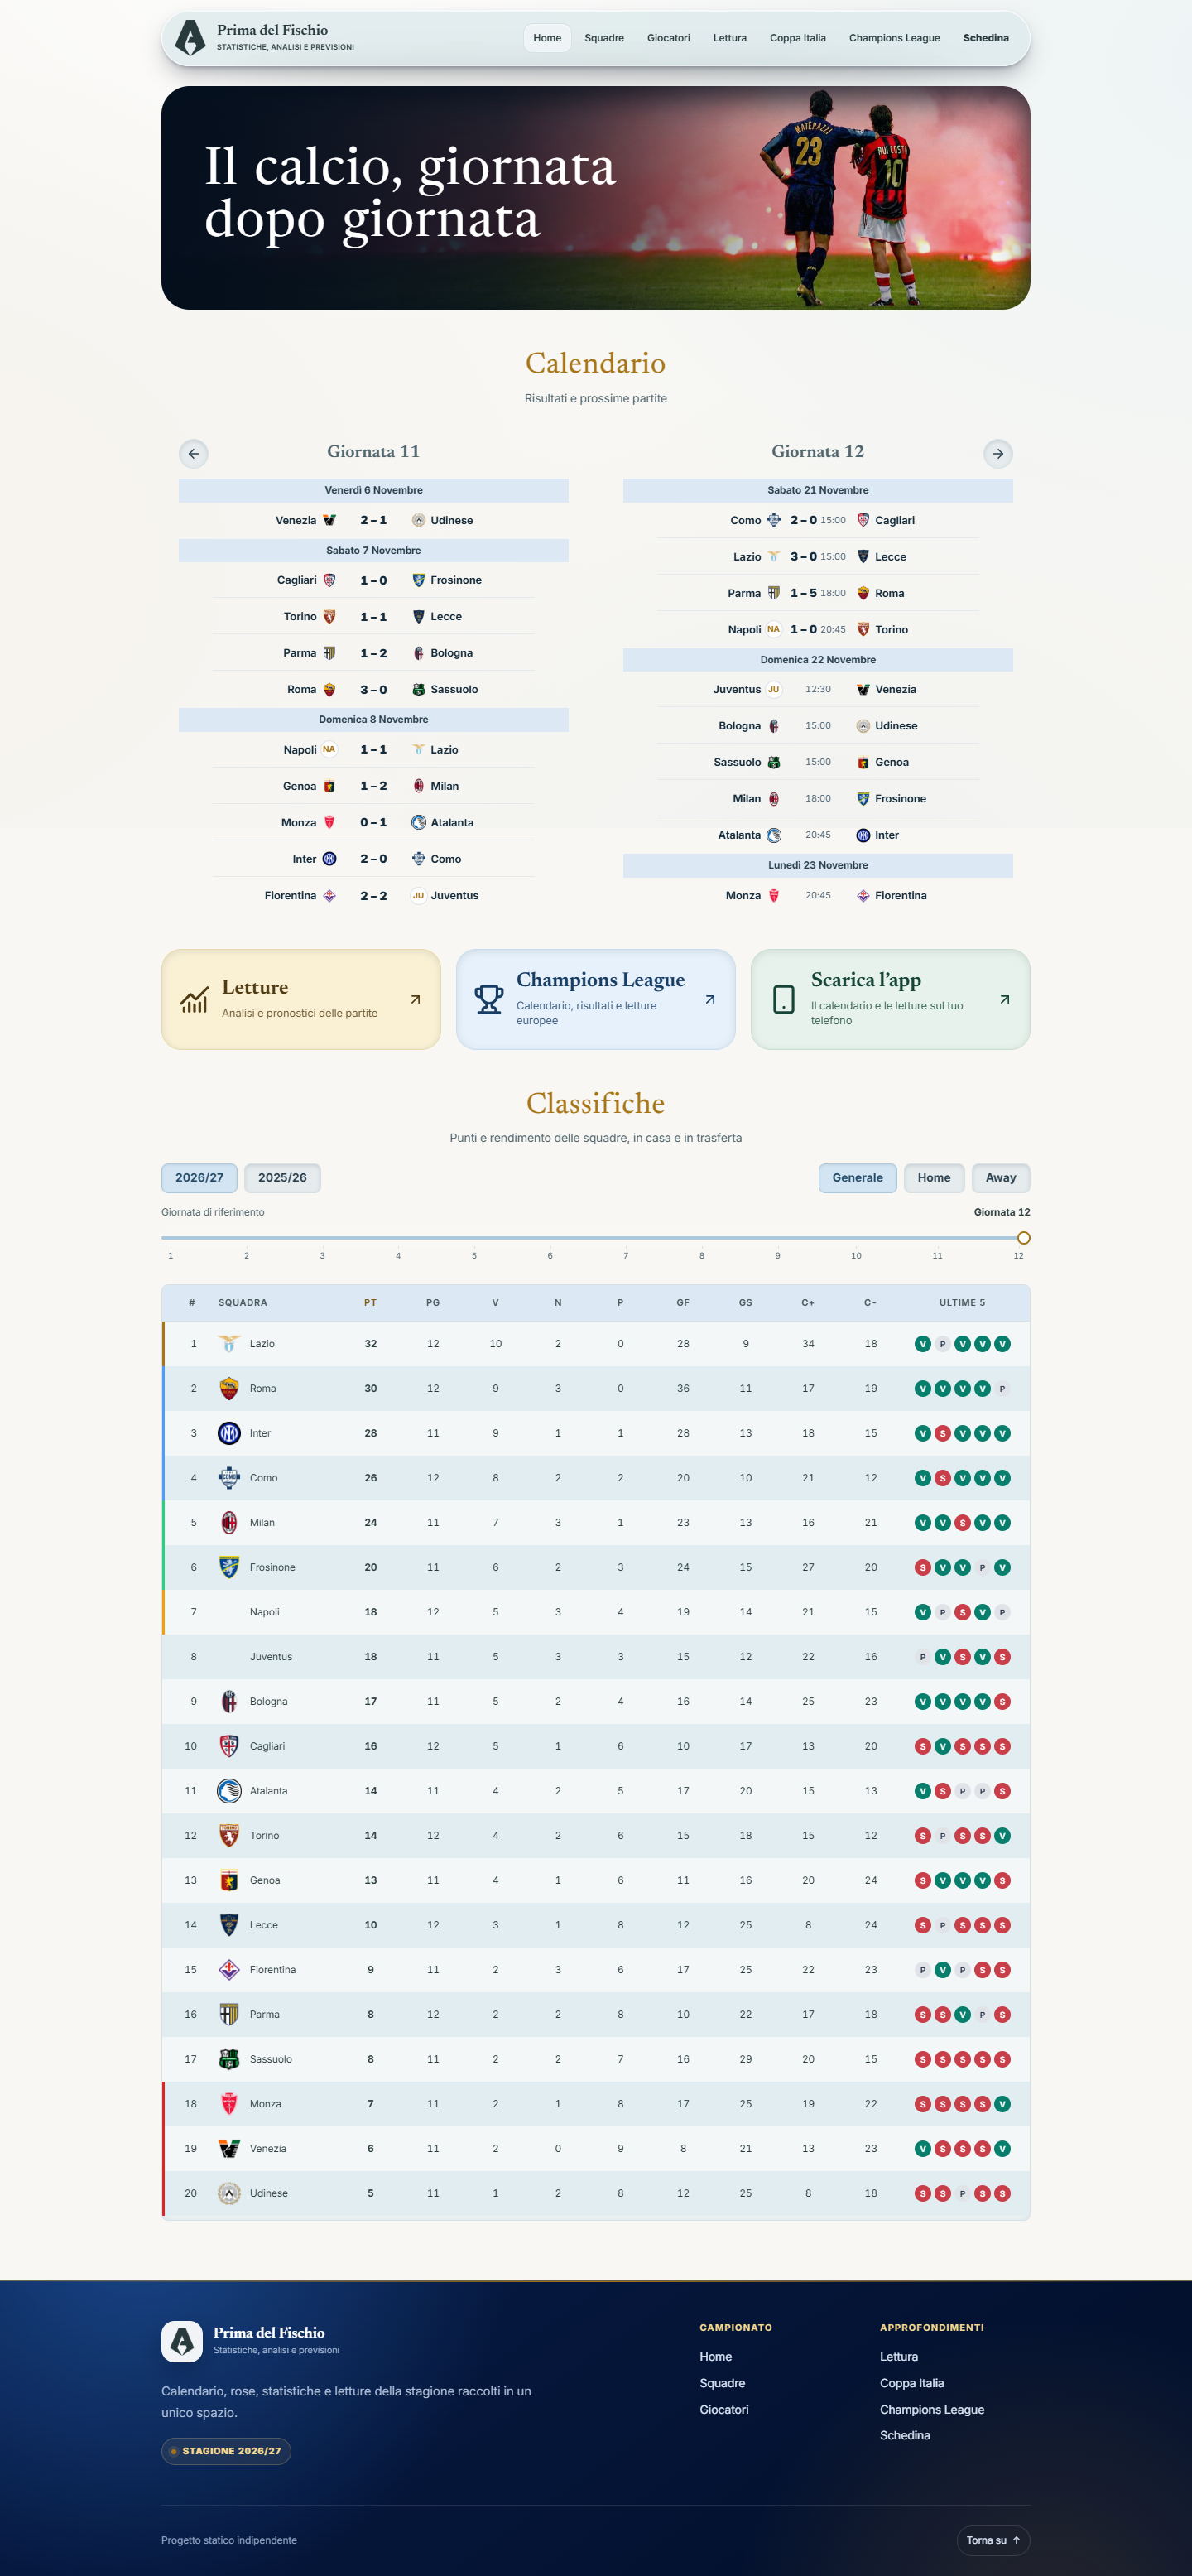 Prima del Fischio
STATISTICHE, ANALISI E PREVISIONI
Home Squadre Giocatori Lettura Coppa Italia Champions League Schedina
Il calcio, giornata
dopo giornata
MATERAZZI
23
RUI COSTA
10
Calendario
Risultati e prossime partite
Giornata 11
Venerdì 6 Novembre
Venezia 2 – 1 Udinese
Sabato 7 Novembre
Cagliari 1 – 0 Frosinone
Torino 1 – 1 Lecce
Parma 1 – 2 Bologna
Roma 3 – 0 Sassuolo
Domenica 8 Novembre
Napoli NA 1 – 1 Lazio
Genoa 1 – 2 Milan
Monza 0 – 1 Atalanta
Inter 2 – 0 Como
Fiorentina 2 – 2 JU Juventus
Giornata 12
Sabato 21 Novembre
Como 2 – 0 15:00 Cagliari
Lazio 3 – 0 15:00 Lecce
Parma 1 – 5 18:00 Roma
Napoli NA 1 – 0 20:45 Torino
Domenica 22 Novembre
Juventus JU 12:30 Venezia
Bologna 15:00 Udinese
Sassuolo 15:00 Genoa
Milan 18:00 Frosinone
Atalanta 20:45 Inter
Lunedì 23 Novembre
Monza 20:45 Fiorentina
Letture
Analisi e pronostici delle partite
Champions League
Calendario, risultati e letture
europee
Scarica l’app
Il calendario e le letture sul tuo
telefono
Classifiche
Punti e rendimento delle squadre, in casa e in trasferta
2026/27 2025/26 Generale Home Away
Giornata di riferimento Giornata 12
1 2 3 4 5 6 7 8 9 10 11 12
# SQUADRA PT PG V N P GF GS C+ C- ULTIME 5
1 Lazio 32 12 10 2 0 28 9 34 18 V P V V V
2 Roma 30 12 9 3 0 36 11 17 19 V V V V P
3 Inter 28 11 9 1 1 28 13 18 15 V S V V V
4 Como 26 12 8 2 2 20 10 21 12 V S V V V
5 Milan 24 11 7 3 1 23 13 16 21 V V S V V
6 Frosinone 20 11 6 2 3 24 15 27 20 S V V P V
7 Napoli 18 12 5 3 4 19 14 21 15 V P S V P
8 Juventus 18 11 5 3 3 15 12 22 16 P V S V S
9 Bologna 17 11 5 2 4 16 14 25 23 V V V V S
10 Cagliari 16 12 5 1 6 10 17 13 20 S V S S S
11 Atalanta 14 11 4 2 5 17 20 15 13 V S P P S
12 Torino 14 12 4 2 6 15 18 15 12 S P S S V
13 Genoa 13 11 4 1 6 11 16 20 24 S V V V S
14 Lecce 10 12 3 1 8 12 25 8 24 S P S S S
15 Fiorentina 9 11 2 3 6 17 25 22 23 P V P S S
16 Parma 8 12 2 2 8 10 22 17 18 S S V P S
17 Sassuolo 8 11 2 2 7 16 29 20 15 S S S S S
18 Monza 7 11 2 1 8 17 25 19 22 S S S S V
19 Venezia 6 11 2 0 9 8 21 13 23 V S S S V
20 Udinese 5 11 1 2 8 12 25 8 18 S S P S S
Prima del Fischio
Statistiche, analisi e previsioni
Calendario, rose, statistiche e letture della stagione raccolti in un
unico spazio.
STAGIONE 2026/27
CAMPIONATO
Home
Squadre
Giocatori
APPROFONDIMENTI
Lettura
Coppa Italia
Champions League
Schedina
Progetto statico indipendente
Torna su ↑